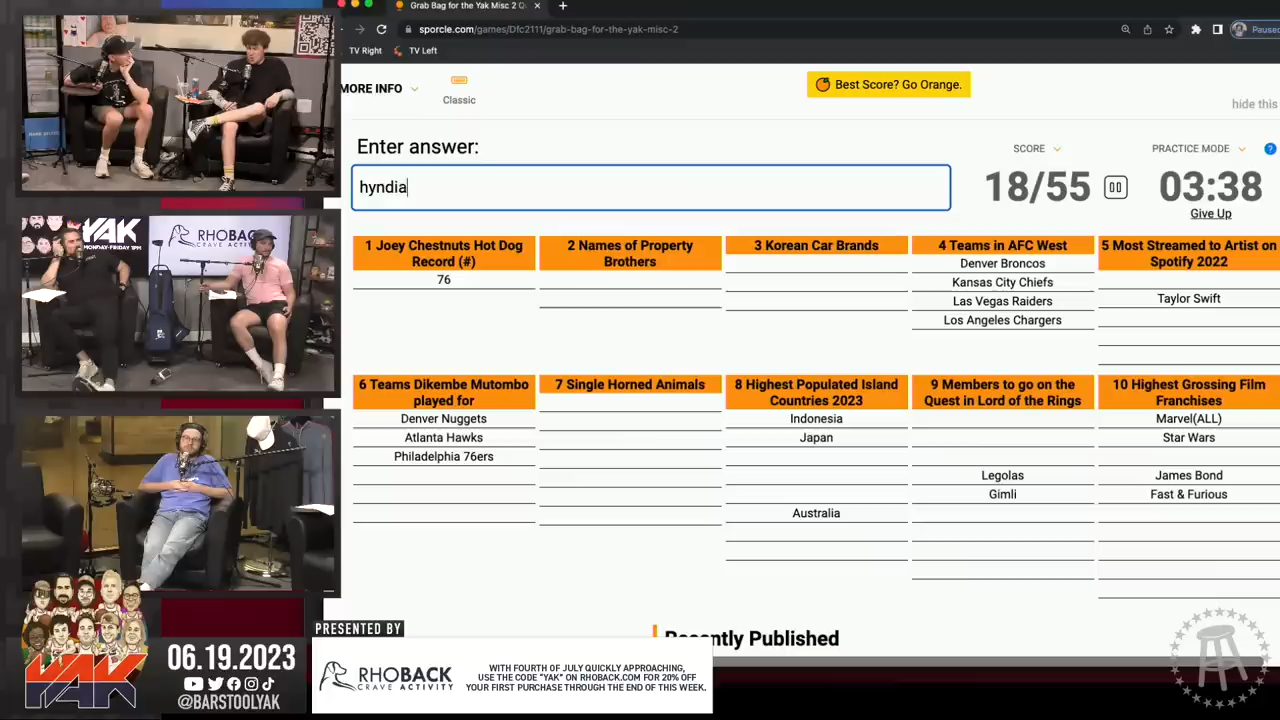 Grab Bag for the Yak Misc 2 Q
sporcle.com/games/Dfc2111/grab-bag-for-the-yak-misc-2
Paused
TV Right
TV Left
MORE INFO
Classic
Best Score? Go Orange.
hide this
Enter answer:
hyndia
SCORE
18/55
PRACTICE MODE
03:38
Give Up
1 Joey Chestnuts Hot Dog
Record (#)
76
2 Names of Property
Brothers
3 Korean Car Brands
4 Teams in AFC West
Denver Broncos
Kansas City Chiefs
Las Vegas Raiders
Los Angeles Chargers
5 Most Streamed to Artist on
Spotify 2022
Taylor Swift
6 Teams Dikembe Mutombo
played for
Denver Nuggets
Atlanta Hawks
Philadelphia 76ers
7 Single Horned Animals
8 Highest Populated Island
Countries 2023
Indonesia
Japan
Australia
9 Members to go on the
Quest in Lord of the Rings
Legolas
Gimli
10 Highest Grossing Film
Franchises
Marvel(ALL)
Star Wars
James Bond
Fast & Furious
Recently Published
YAK
MONDAY-FRIDAY 1PM
RHOBACK
CRAVE ACTIVITY
YAK
06.19.2023
@BARSTOOLYAK
PRESENTED BY
RHOBACK
CRAVE ACTIVITY
WITH FOURTH OF JULY QUICKLY APPROACHING,
USE THE CODE "YAK" ON RHOBACK.COM FOR 20% OFF
YOUR FIRST PURCHASE THROUGH THE END OF THIS WEEK.